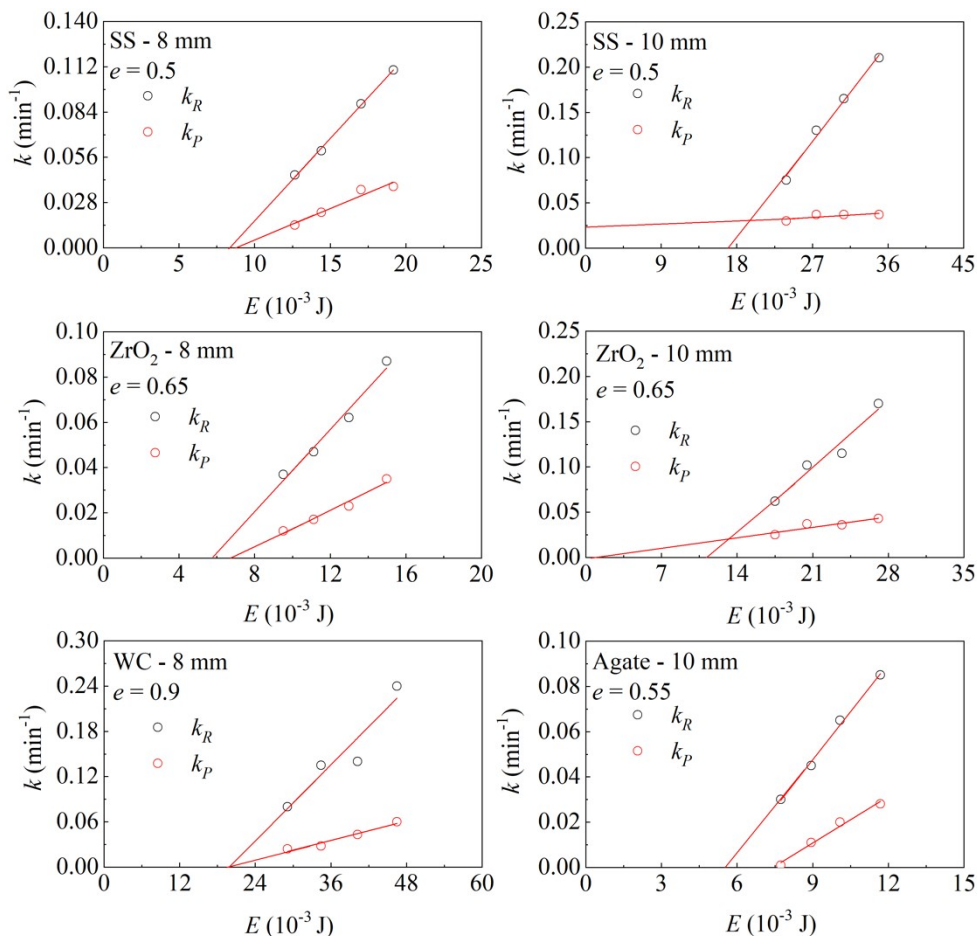 SS - 8 mm
e = 0.5
k_R
k_P
k (min⁻¹)
0.140
0.112
0.084
0.056
0.028
0.000
0 5 10 15 20 25
E (10⁻³ J)
SS - 10 mm
e = 0.5
k_R
k_P
k (min⁻¹)
0.25
0.20
0.15
0.10
0.05
0.00
0 9 18 27 36 45
E (10⁻³ J)
ZrO₂ - 8 mm
e = 0.65
k_R
k_P
k (min⁻¹)
0.10
0.08
0.06
0.04
0.02
0.00
0 4 8 12 16 20
E (10⁻³ J)
ZrO₂ - 10 mm
e = 0.65
k_R
k_P
k (min⁻¹)
0.25
0.20
0.15
0.10
0.05
0.00
0 7 14 21 28 35
E (10⁻³ J)
WC - 8 mm
e = 0.9
k_R
k_P
k (min⁻¹)
0.30
0.24
0.18
0.12
0.06
0.00
0 12 24 36 48 60
E (10⁻³ J)
Agate - 10 mm
e = 0.55
k_R
k_P
k (min⁻¹)
0.10
0.08
0.06
0.04
0.02
0.00
0 3 6 9 12 15
E (10⁻³ J)